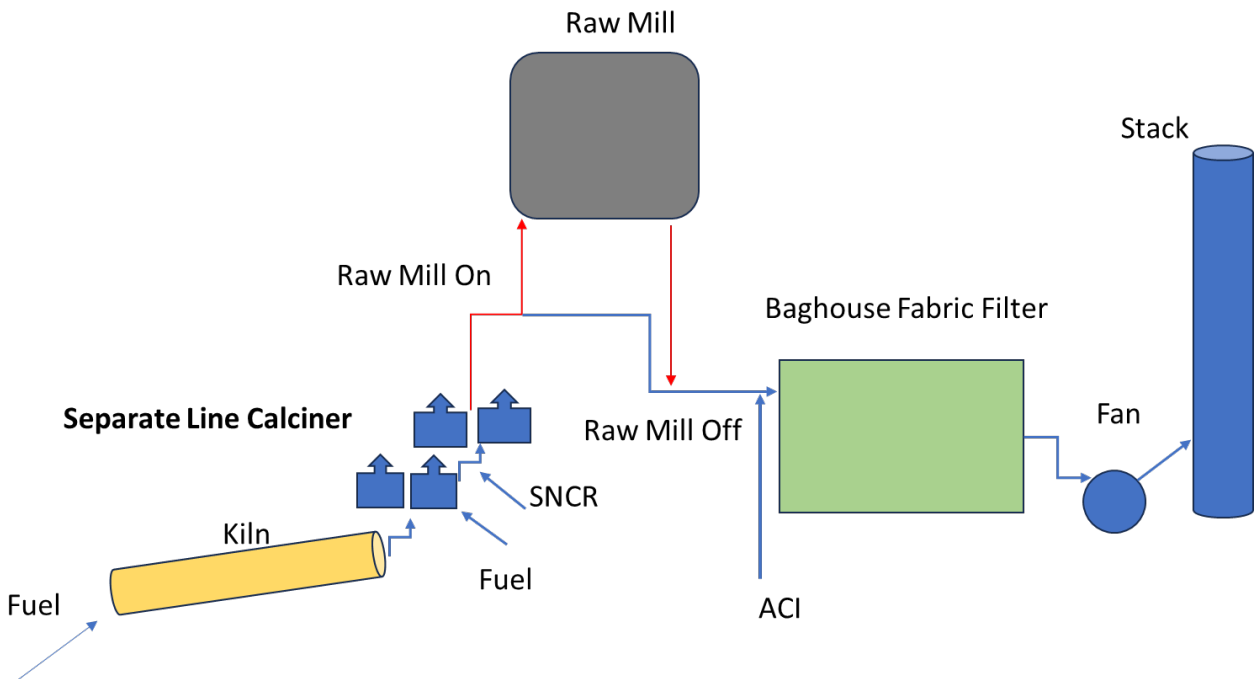 Raw Mill
Stack
Raw Mill On
Baghouse Fabric Filter
Separate Line Calciner
Raw Mill Off
Fan
SNCR
Kiln
Fuel
Fuel
ACI